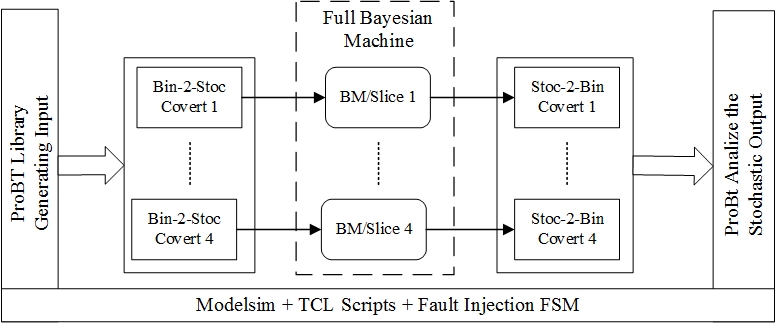 ProBT Library
Generating Input
Bin-2-Stoc
Covert 1
Bin-2-Stoc
Covert 4
Full Bayesian
Machine
BM/Slice 1
BM/Slice 4
Stoc-2-Bin
Covert 1
Stoc-2-Bin
Covert 4
ProBt Analize the
Stochastic Output
Modelsim + TCL Scripts + Fault Injection FSM